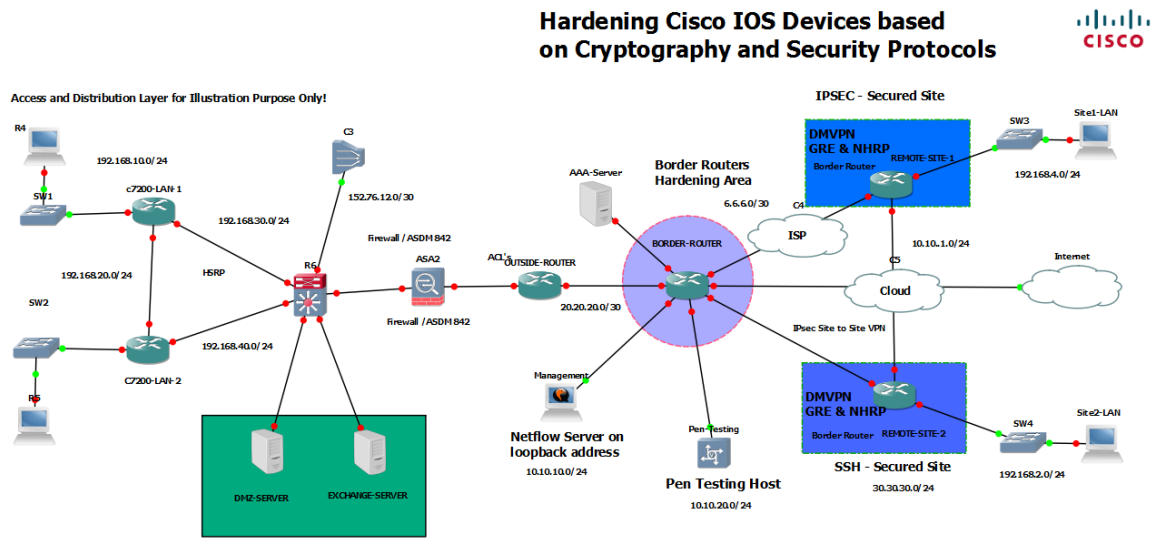 Hardening Cisco IOS Devices based
on Cryptography and Security Protocols
CISCO
Access and Distribution Layer for Illustration Purpose Only!
R4
192.168.10.0/24
c7200-LAN-1
SW1
192.168.30.0/24
192.168.20.0/24
HSRP
SW2
192.168.40.0/24
C7200-LAN-2
R5
C3
152.76.12.0/30
R6
Firewall /ASDM 842
ASA2
Firewall /ASDM 842
DMZ-SERVER
EXCHANGE-SERVER
ACL's
OUTSIDE-ROUTER
20.20.20.0/30
AAA-Server
Border Routers
Hardening Area
6.6.6.0/30
BORDER-ROUTER
Management
Netflow Server on
loopback address
10.10.10.0/24
Pen-Testing
Pen Testing Host
10.10.20.0/24
C4
ISP
IPSEC - Secured Site
DMVPN
GRE & NHRP
REMOTE-SITE-1
Border Router
SW3
Site1-LAN
192.168.4.0/24
10.10..1.0/24
C5
Cloud
Internet
IPsec Site to Site VPN
DMVPN
GRE & NHRP
Border Router
REMOTE-SITE-2
SSH - Secured Site
30.30.30.0/24
SW4
Site2-LAN
192.168.2.0/24